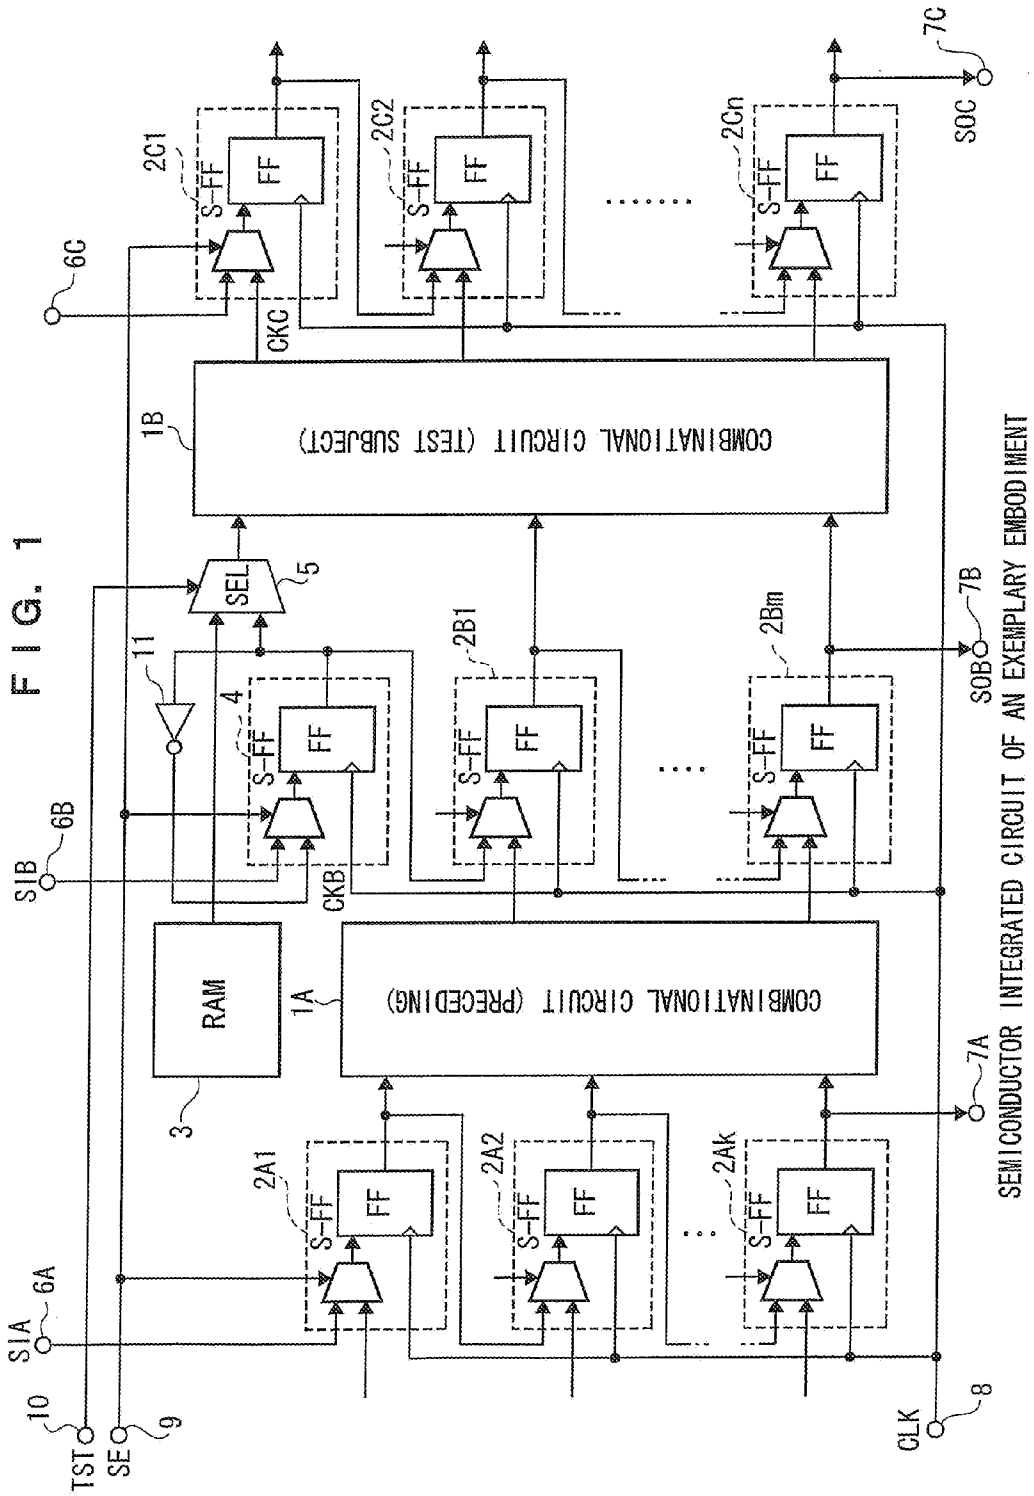 FIG. 1
TST 10
SE 9
SIA 6A
SIB 6B
6C
3
RAM
11
SEL
5
2A1
S-FF
FF
2A2
S-FF
FF
2Ak
S-FF
FF
7A
1A
COMBINATIONAL CIRCUIT (PRECEDING)
CKB
4
S-FF
FF
2B1
S-FF
FF
2Bm
S-FF
FF
SOB 7B
1B
COMBINATIONAL CIRCUIT (TEST SUBJECT)
CKC
2C1
S-FF
FF
2C2
S-FF
FF
2Cn
S-FF
FF
SOC 7C
CLK 8
SEMICONDUCTOR INTEGRATED CIRCUIT OF AN EXEMPLARY EMBODIMENT